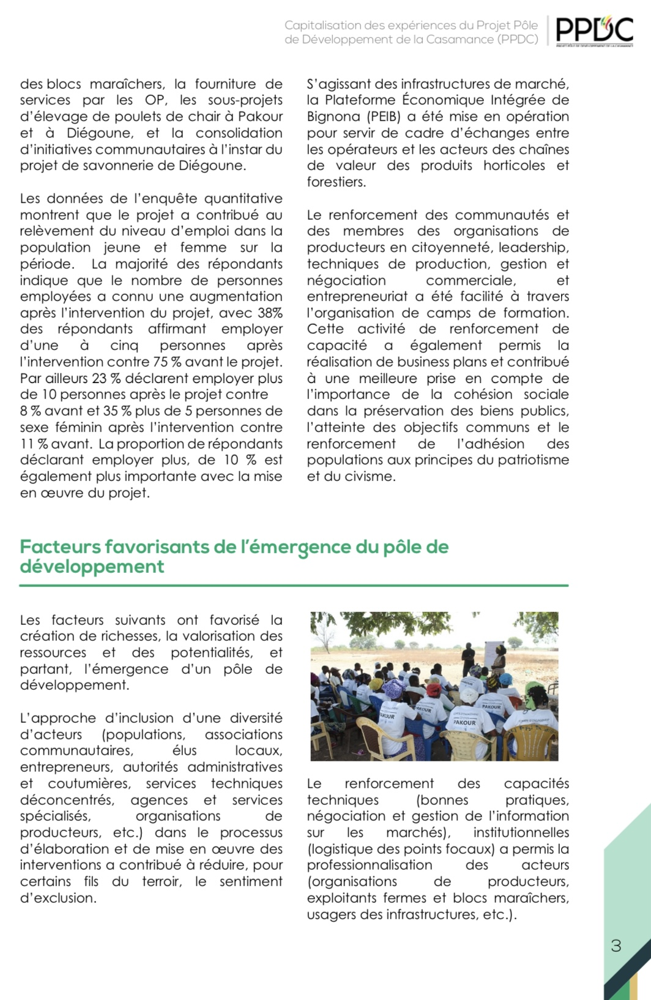 Capitalisation des expériences du Projet Pôle
de Développement de la Casamance (PPDC)
PPDC
PROJET PÔLE DE DÉVELOPPEMENT DE LA CASAMANCE
des blocs maraîchers, la fourniture de
services par les OP, les sous-projets
d'élevage de poulets de chair à Pakour
et à Diégoune, et la consolidation
d'initiatives communautaires à l'instar du
projet de savonnerie de Diégoune.
Les données de l'enquête quantitative
montrent que le projet a contribué au
relèvement du niveau d'emploi dans la
population jeune et femme sur la
période. La majorité des répondants
indique que le nombre de personnes
employées a connu une augmentation
après l'intervention du projet, avec 38%
des répondants affirmant employer
d'une à cinq personnes après
l'intervention contre 75 % avant le projet.
Par ailleurs 23 % déclarent employer plus
de 10 personnes après le projet contre
8 % avant et 35 % plus de 5 personnes de
sexe féminin après l'intervention contre
11 % avant. La proportion de répondants
déclarant employer plus, de 10 % est
également plus importante avec la mise
en œuvre du projet.
S'agissant des infrastructures de marché,
la Plateforme Économique Intégrée de
Bignona (PEIB) a été mise en opération
pour servir de cadre d'échanges entre
les opérateurs et les acteurs des chaînes
de valeur des produits horticoles et
forestiers.
Le renforcement des communautés et
des membres des organisations de
producteurs en citoyenneté, leadership,
techniques de production, gestion et
négociation commerciale, et
entrepreneuriat a été facilité à travers
l'organisation de camps de formation.
Cette activité de renforcement de
capacité a également permis la
réalisation de business plans et contribué
à une meilleure prise en compte de
l'importance de la cohésion sociale
dans la préservation des biens publics,
l'atteinte des objectifs communs et le
renforcement de l'adhésion des
populations aux principes du patriotisme
et du civisme.
Facteurs favorisants de l'émergence du pôle de
développement
Les facteurs suivants ont favorisé la
création de richesses, la valorisation des
ressources et des potentialités, et
partant, l'émergence d'un pôle de
développement.
L'approche d'inclusion d'une diversité
d'acteurs (populations, associations
communautaires, élus locaux,
entrepreneurs, autorités administratives
et coutumières, services techniques
déconcentrés, agences et services
spécialisés, organisations de
producteurs, etc.) dans le processus
d'élaboration et de mise en œuvre des
interventions a contribué à réduire, pour
certains fils du terroir, le sentiment
d'exclusion.
PAKOUR
PAKOUR
PAKOUR
PAKOUR
Le renforcement des capacités
techniques (bonnes pratiques,
négociation et gestion de l'information
sur les marchés), institutionnelles
(logistique des points focaux) a permis la
professionnalisation des acteurs
(organisations de producteurs,
exploitants fermes et blocs maraîchers,
usagers des infrastructures, etc.).
3